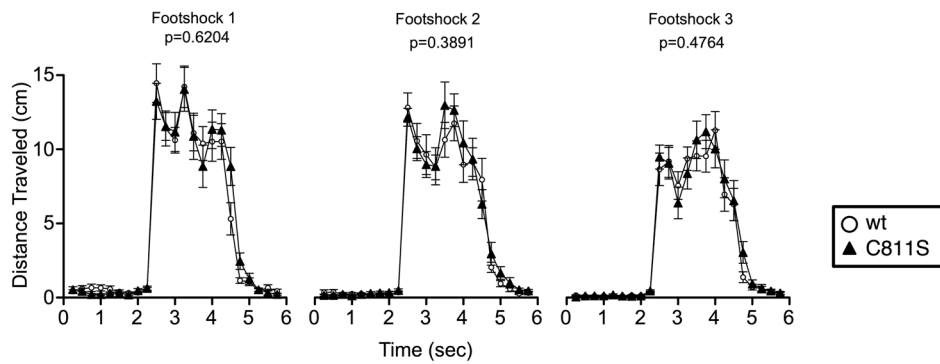 Footshock 1
p=0.6204
Footshock 2
p=0.3891
Footshock 3
p=0.4764
Distance Traveled (cm)
15
10
5
0
0 1 2 3 4 5 6
0 1 2 3 4 5 6
0 1 2 3 4 5 6
Time (sec)
wt
C811S